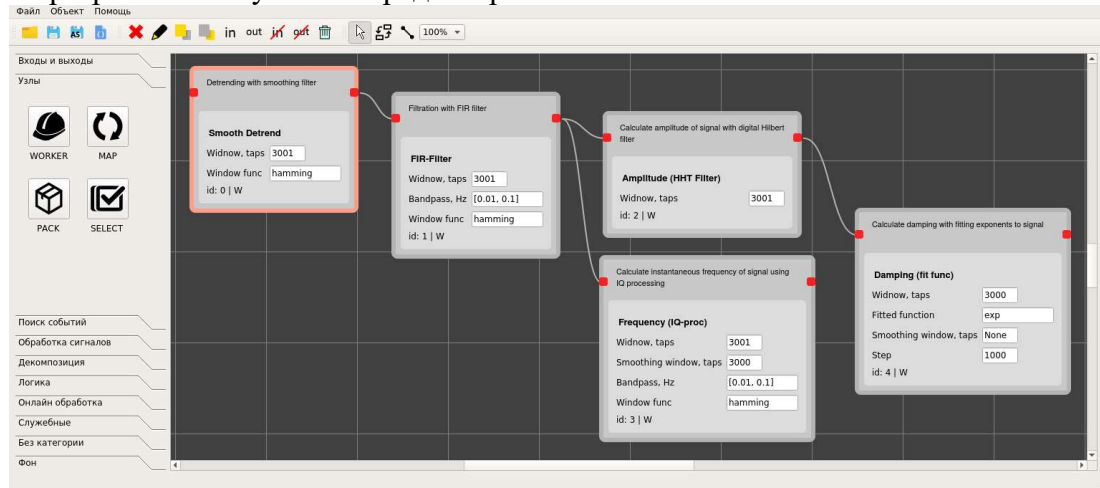 Файл Объект Помощь
AS in out in out 100%
Входы и выходы
Узлы
WORKER MAP
PACK SELECT
Поиск событий
Обработка сигналов
Декомпозиция
Логика
Онлайн обработка
Служебные
Без категории
Фон
Detrending with smoothing filter
Smooth Detrend
Widnow, taps 3001
Window func hamming
id: 0 | W
Filtration with FIR filter
FIR-Filter
Widnow, taps 3001
Bandpass, Hz [0.01, 0.1]
Window func hamming
id: 1 | W
Calculate amplitude of signal with digital Hilbert
filter
Amplitude (HHT Filter)
Widnow, taps 3001
id: 2 | W
Calculate instantaneous frequency of signal using
IQ processing
Frequency (IQ-proc)
Widnow, taps 3001
Smoothing window, taps 3000
Bandpass, Hz [0.01, 0.1]
Window func hamming
id: 3 | W
Calculate damping with fitting exponents to signal
Damping (fit func)
Widnow, taps 3000
Fitted function exp
Smoothing window, taps None
Step 1000
id: 4 | W